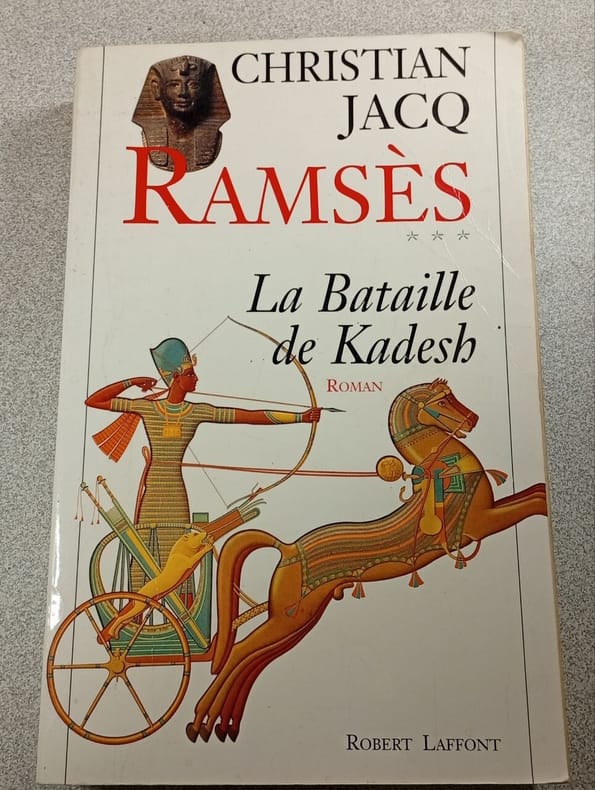 CHRISTIAN
JACQ
RAMSÈS
* * *
La Bataille
de Kadesh
ROMAN
ROBERT LAFFONT